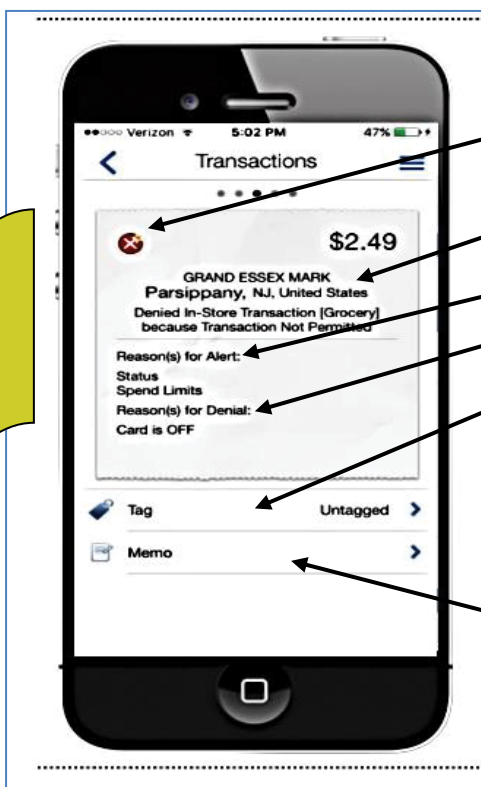 Verizon 5:02 PM 47%
Transactions
$2.49
GRAND ESSEX MARK
Parsippany, NJ, United States
Denied In-Store Transaction [Grocery]
because Transaction Not Permitted
Reason(s) for Alert:
Status
Spend Limits
Reason(s) for Denial:
Card is OFF
Tag Untagged
Memo